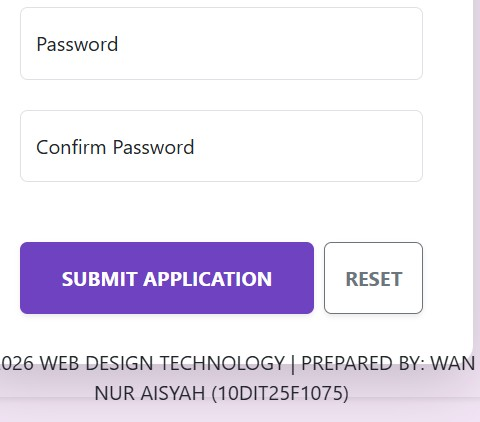 Password
Confirm Password
SUBMIT APPLICATION RESET
026 WEB DESIGN TECHNOLOGY | PREPARED BY: WAN
NUR AISYAH (10DIT25F1075)